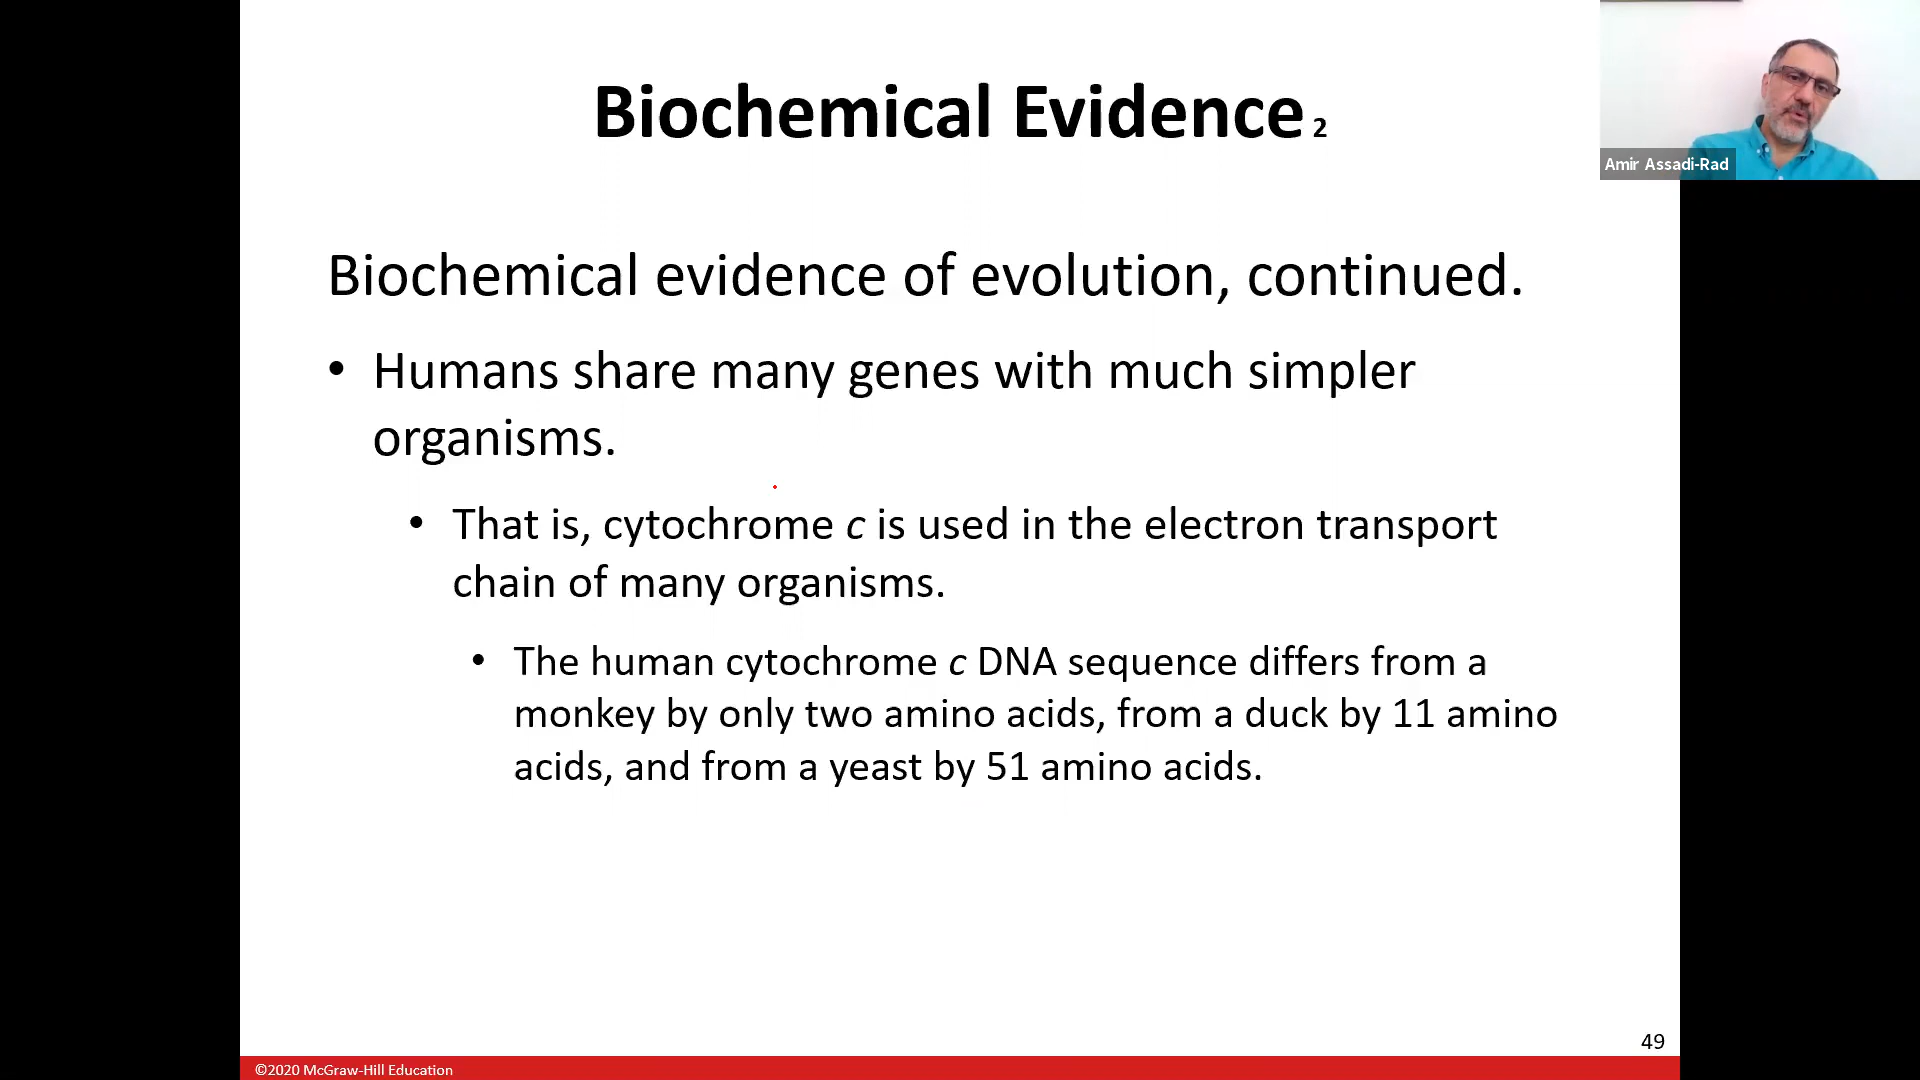 Biochemical Evidence 2
Amir Assadi-Rad
Biochemical evidence of evolution, continued.
• Humans share many genes with much simpler
organisms.
• That is, cytochrome c is used in the electron transport
chain of many organisms.
• The human cytochrome c DNA sequence differs from a
monkey by only two amino acids, from a duck by 11 amino
acids, and from a yeast by 51 amino acids.
49
©2020 McGraw-Hill Education